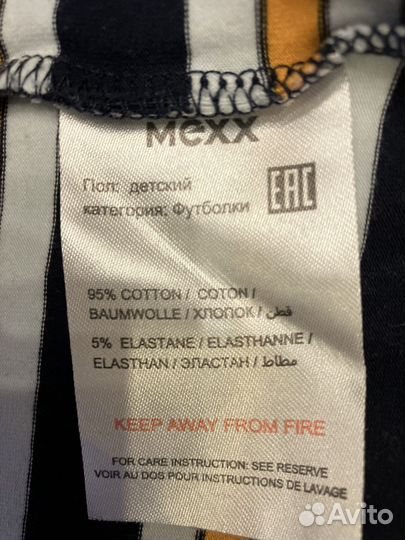 mexx
Пол: детский
категория: Футболки
EAC
95% COTTON / COTON /
BAUMWOLLE / ХЛОПОК / قطن
5% ELASTANE / ELASTHANNE /
ELASTHAN / ЭЛАСТАН / مطاط
KEEP AWAY FROM FIRE
FOR CARE INSTRUCTION: SEE RESERVE
VOIR AU DOS POUR INSTRUCTIONS DE LAVAGE
Avito